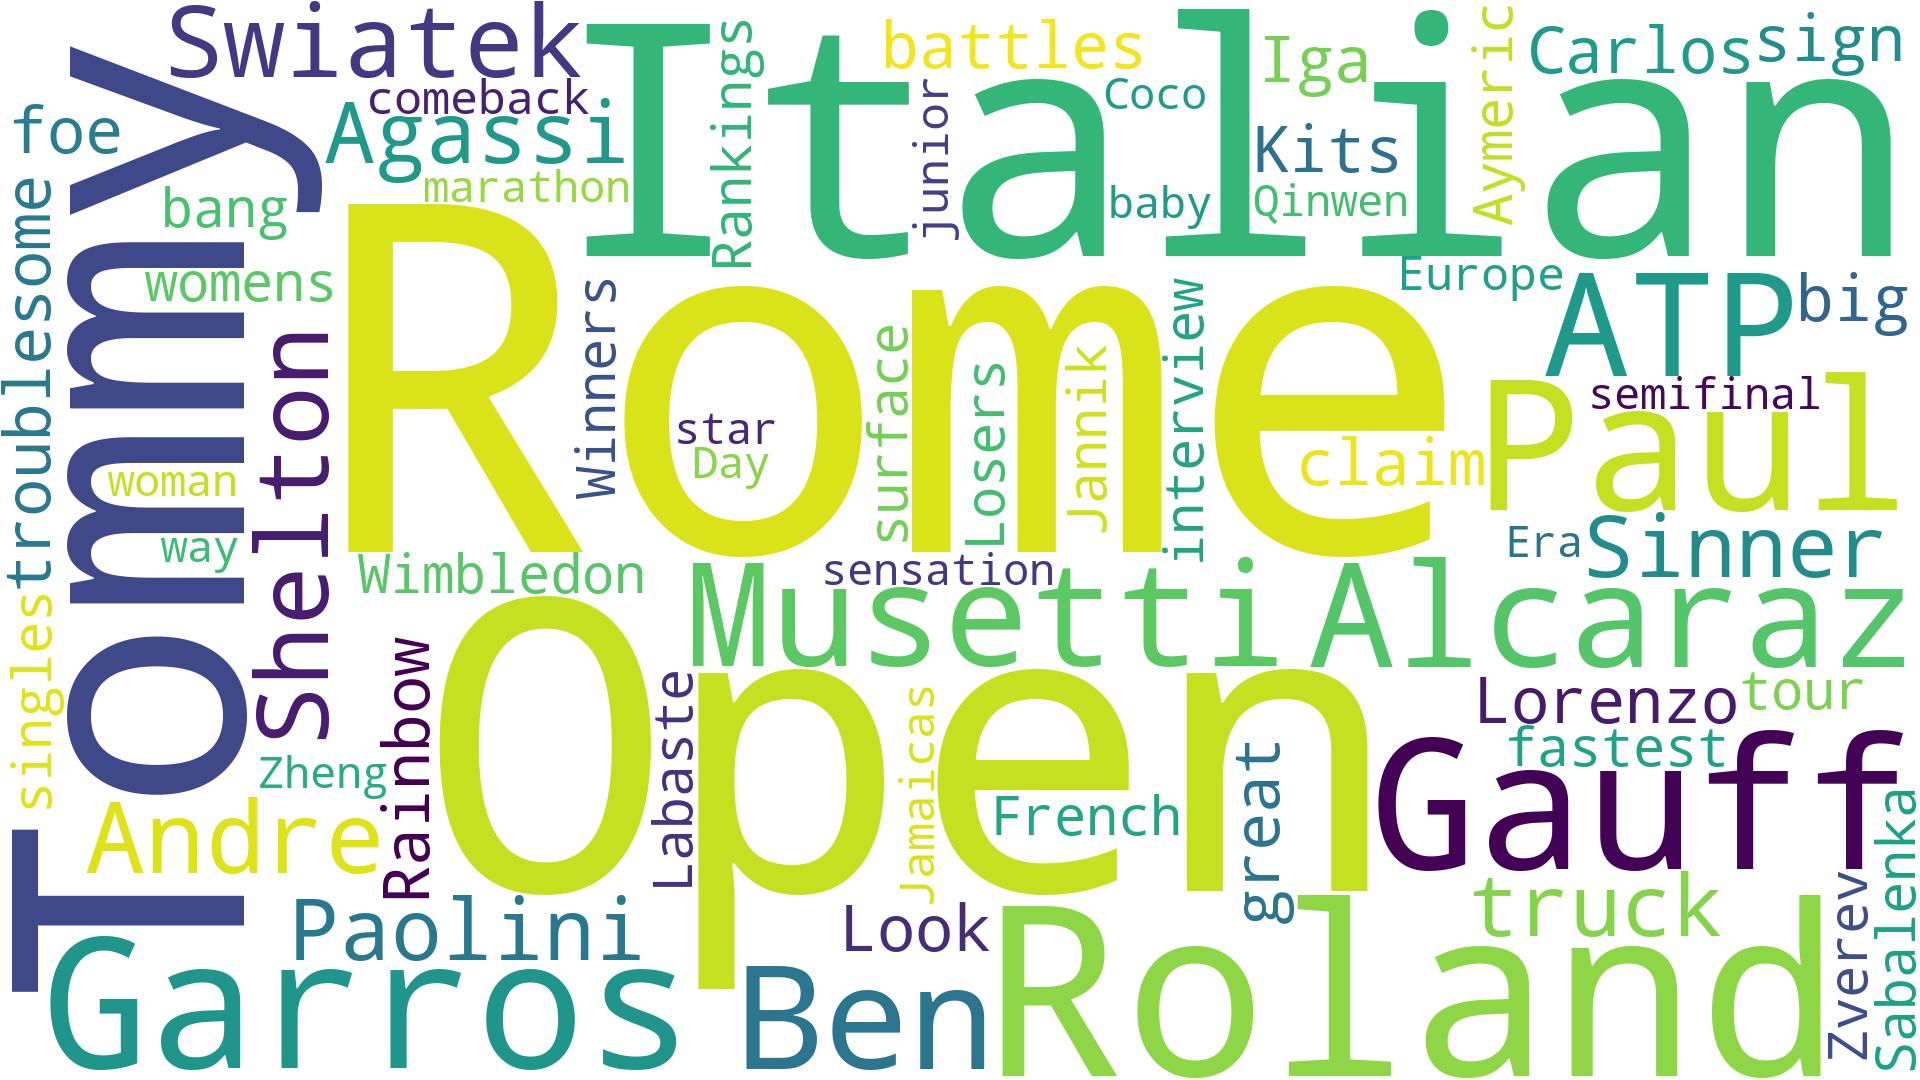 Swiatek
Italian
battles
Iga
Aymeric
Carlos
sign
comeback
Coco
foe
Agassi
Rankings
junior
Kits
marathon
baby
Qinwen
bang
Tommy
troublesome
Rome
womens
Europe
ATP
big
Winners
interview
Shelton
surface
Losers
Jannik
semifinal
Paul
star
Day
claim
woman
way
Era
Sinner
Wimbledon
sensation
Musetti
Alcaraz
singles
Rainbow
Open
Labaste
Jamaicas
Lorenzo
tour
fastest
Gauff
Zheng
great
French
Andre
Sabalenka
Paolini
Look
truck
Zverev
Garros
Ben
Roland